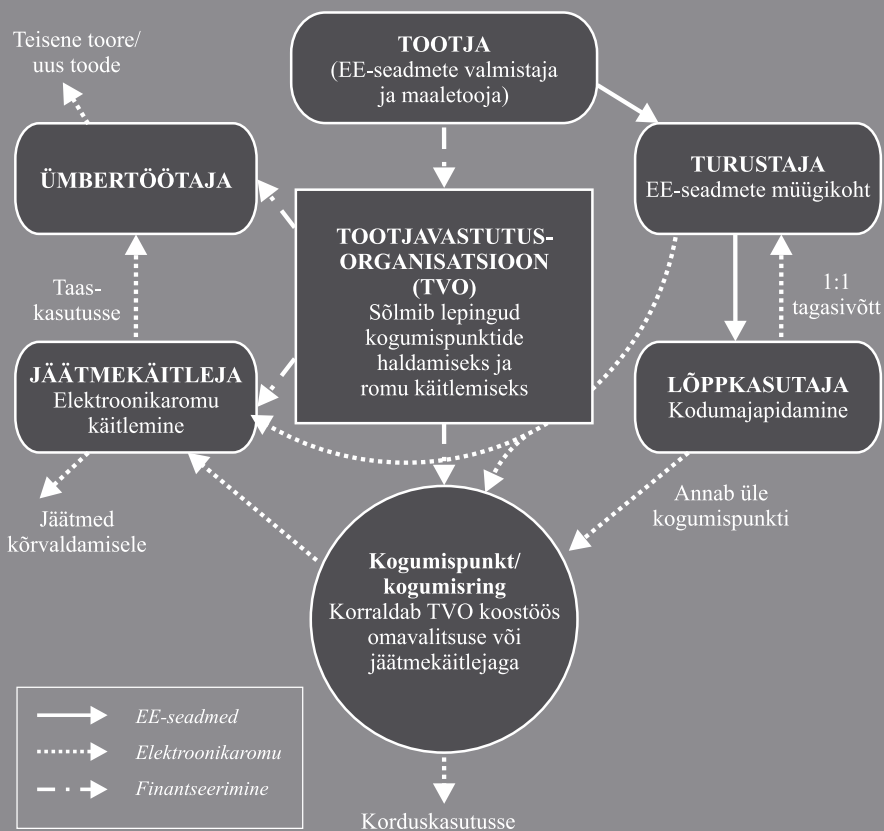 Teisene toore/
uus toode
TOOTJA
(EE-seadmete valmistaja
ja maaletooja)
ÜMBERTÖÖTAJA
TURUSTAJA
EE-seadmete müügikoht
TOOTJAVASTUTUS-
ORGANISATSIOON
(TVO)
Sõlmib lepingud
kogumispunktide
haldamiseks ja
romu käitlemiseks
Taas-
kasutusse
1:1
tagasivõtt
JÄÄTMEKÄITLEJA
Elektroonikaromu
käitlemine
LÕPPKASUTAJA
Kodumajapidamine
Jäätmed
kõrvaldamisele
Annab üle
kogumispunkti
Kogumispunkt/
kogumisring
Korraldab TVO koostöös
omavalitsuse või
jäätmekäitlejaga
EE-seadmed
Elektroonikaromu
Finantseerimine
Korduskasutusse